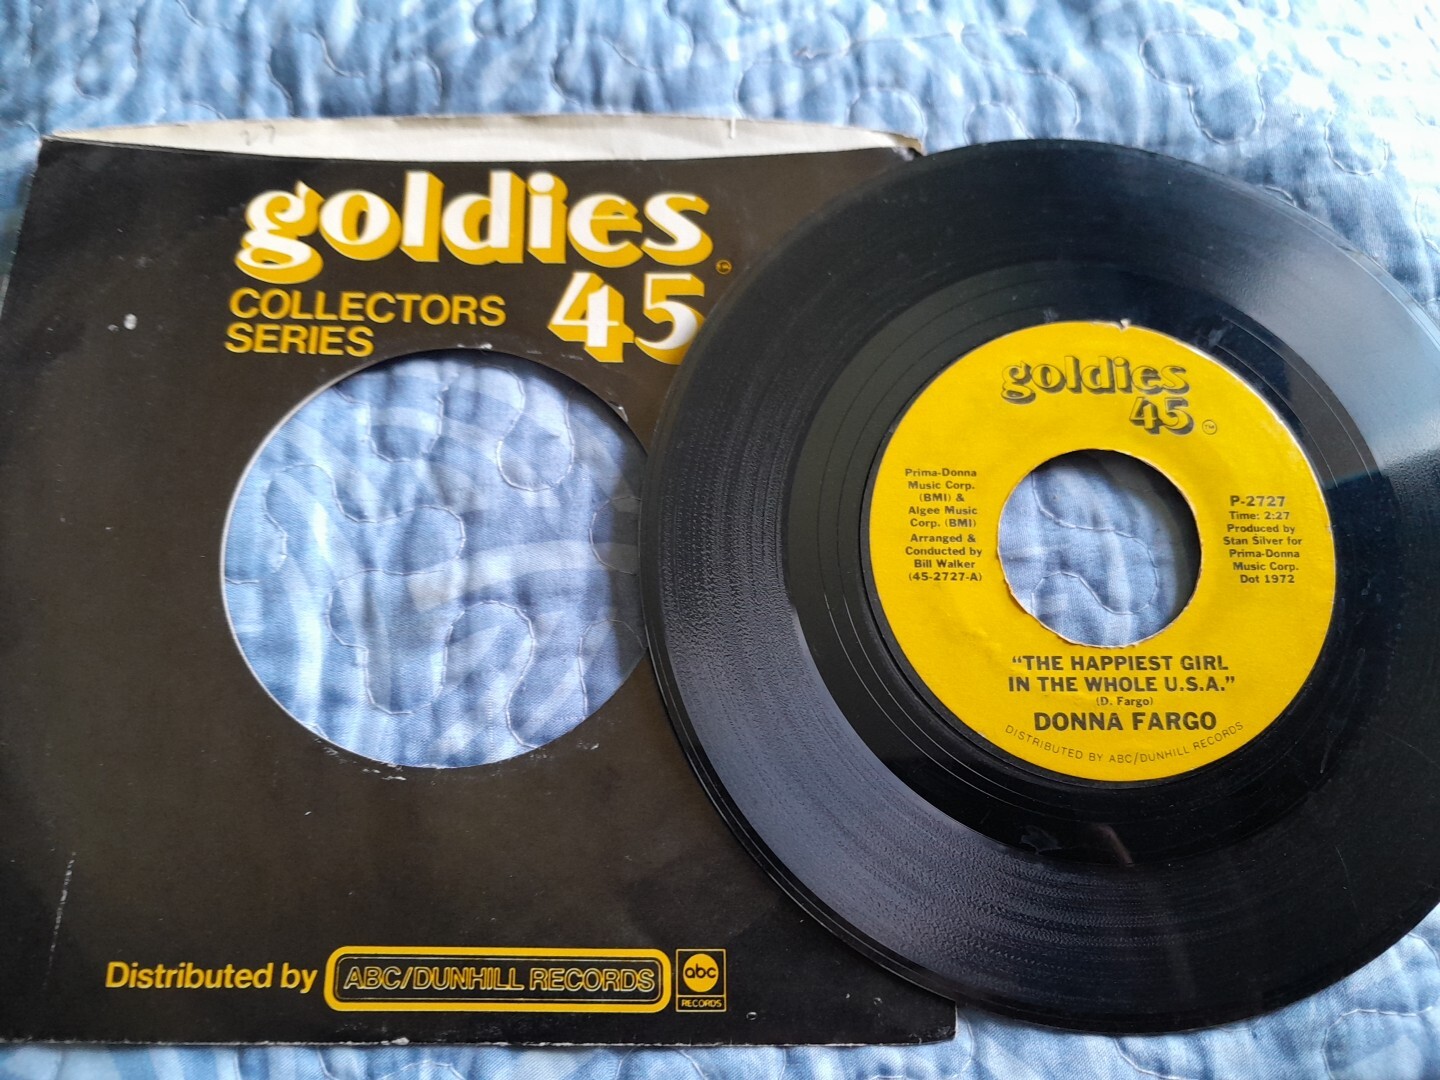 27
goldies
45
COLLECTORS
SERIES
Distributed by ABC/DUNHILL RECORDS
abc
RECORDS
goldies
45 TM
Prima-Donna
Music Corp.
(BMI) &
Algee Music
Corp. (BMI)
Arranged &
Conducted by
Bill Walker
(45-2727-A)
P-2727
Time: 2:27
Produced by
Stan Silver for
Prima-Donna
Music Corp.
Dot 1972
"THE HAPPIEST GIRL
IN THE WHOLE U.S.A."
(D. Fargo)
DONNA FARGO
DISTRIBUTED BY ABC/DUNHILL RECORDS